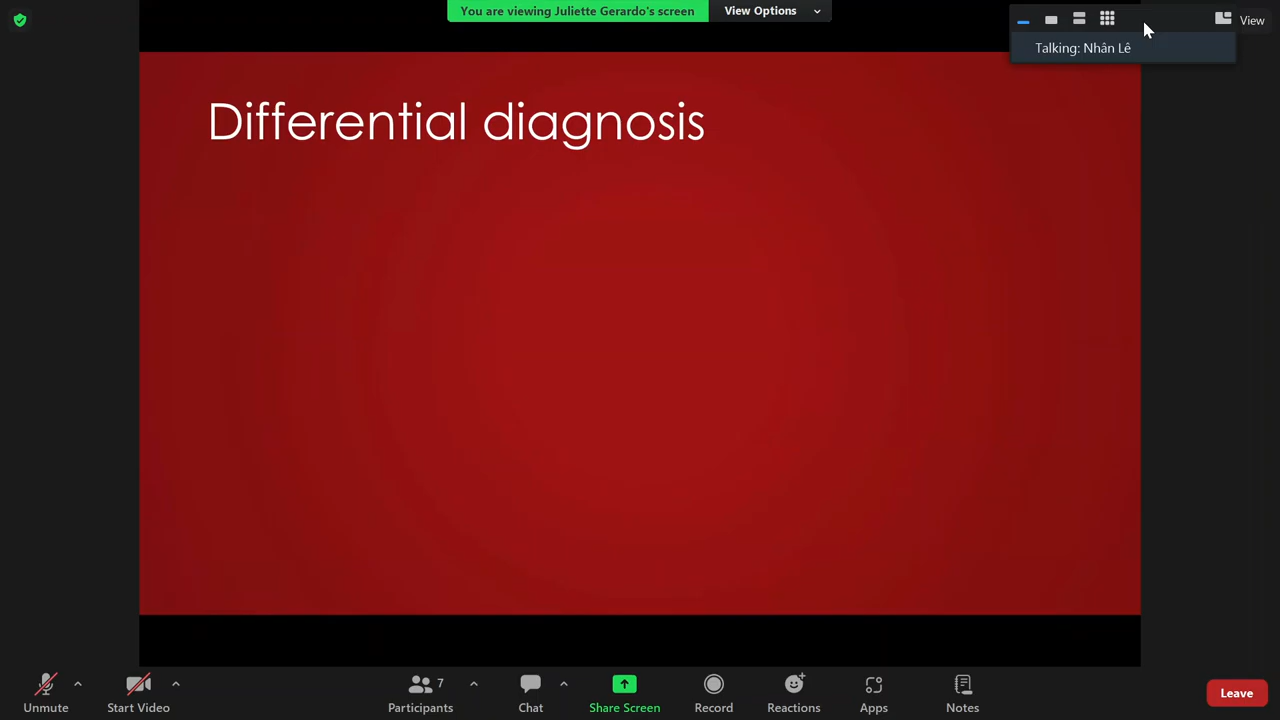 You are viewing Juliette Gerardo's screen
View Options
View
Talking: Nhân Lê
Differential diagnosis
Unmute
Start Video
7
Participants
Chat
Share Screen
Record
Reactions
Apps
Notes
Leave